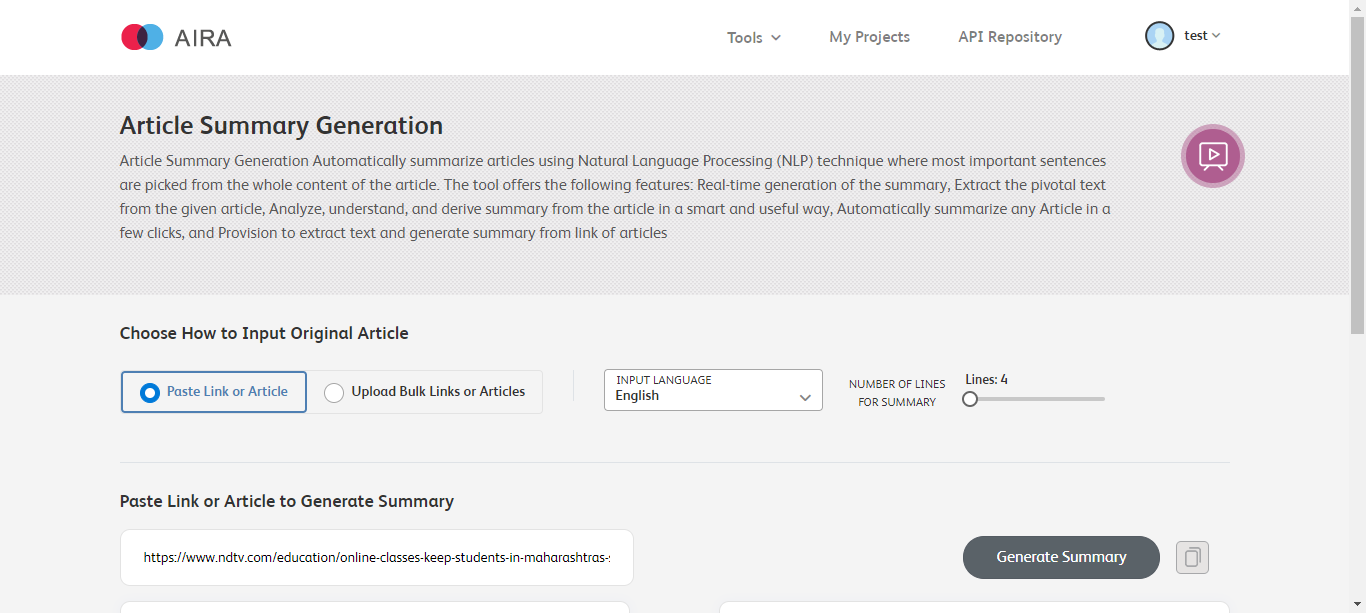 AIRA
Tools
My Projects
API Repository
test
Article Summary Generation
Article Summary Generation Automatically summarize articles using Natural Language Processing (NLP) technique where most important sentences
are picked from the whole content of the article. The tool offers the following features: Real-time generation of the summary, Extract the pivotal text
from the given article, Analyze, understand, and derive summary from the article in a smart and useful way, Automatically summarize any Article in a
few clicks, and Provision to extract text and generate summary from link of articles
Choose How to Input Original Article
Paste Link or Article
Upload Bulk Links or Articles
INPUT LANGUAGE
English
NUMBER OF LINES
FOR SUMMARY
Lines: 4
Paste Link or Article to Generate Summary
https://www.ndtv.com/education/online-classes-keep-students-in-maharashtras-
Generate Summary